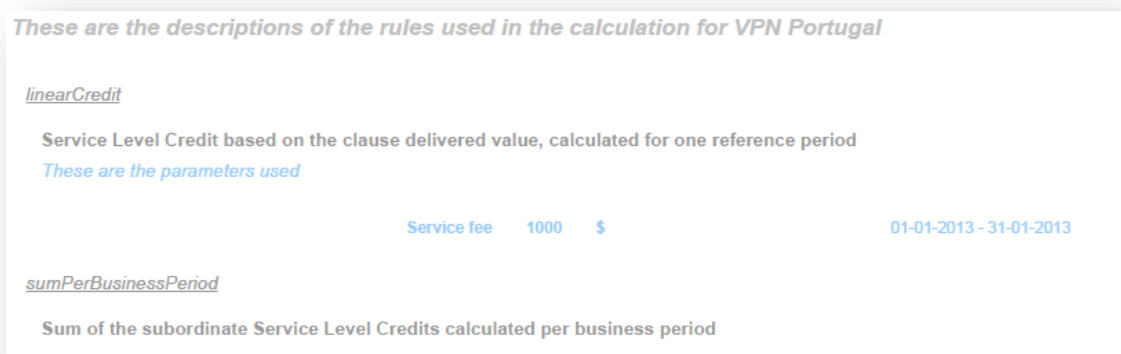 These are the descriptions of the rules used in the calculation for VPN Portugal
linearCredit
Service Level Credit based on the clause delivered value, calculated for one reference period
These are the parameters used
Service fee 1000 $ 01-01-2013 - 31-01-2013
sumPerBusinessPeriod
Sum of the subordinate Service Level Credits calculated per business period